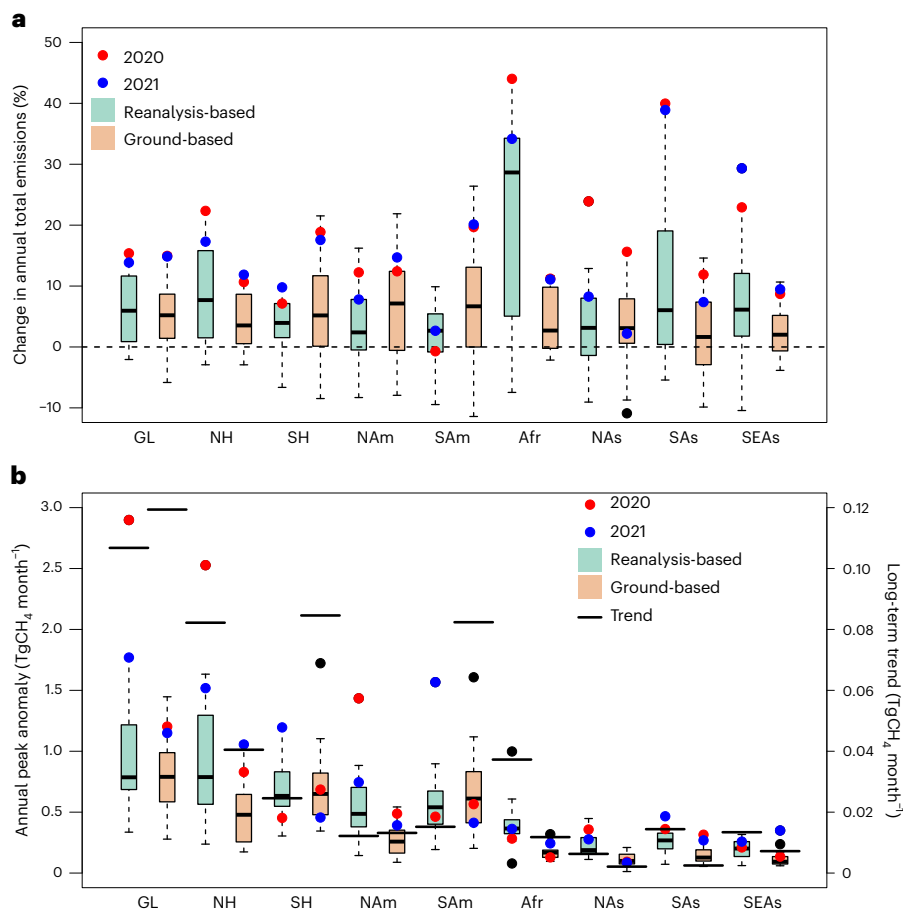 a
Change in annual total emissions (%)
50
40
30
20
10
0
−10
2020
2021
Reanalysis-based
Ground-based
GL NH SH NAm SAm Afr NAs SAs SEAs
b
Annual peak anomaly (TgCH₄ month⁻¹)
3.0
2.5
2.0
1.5
1.0
0.5
0
2020
2021
Reanalysis-based
Ground-based
Trend
0.12
0.10
0.08
0.06
0.04
0.02
0
Long-term trend (TgCH₄ month⁻¹)
GL NH SH NAm SAm Afr NAs SAs SEAs